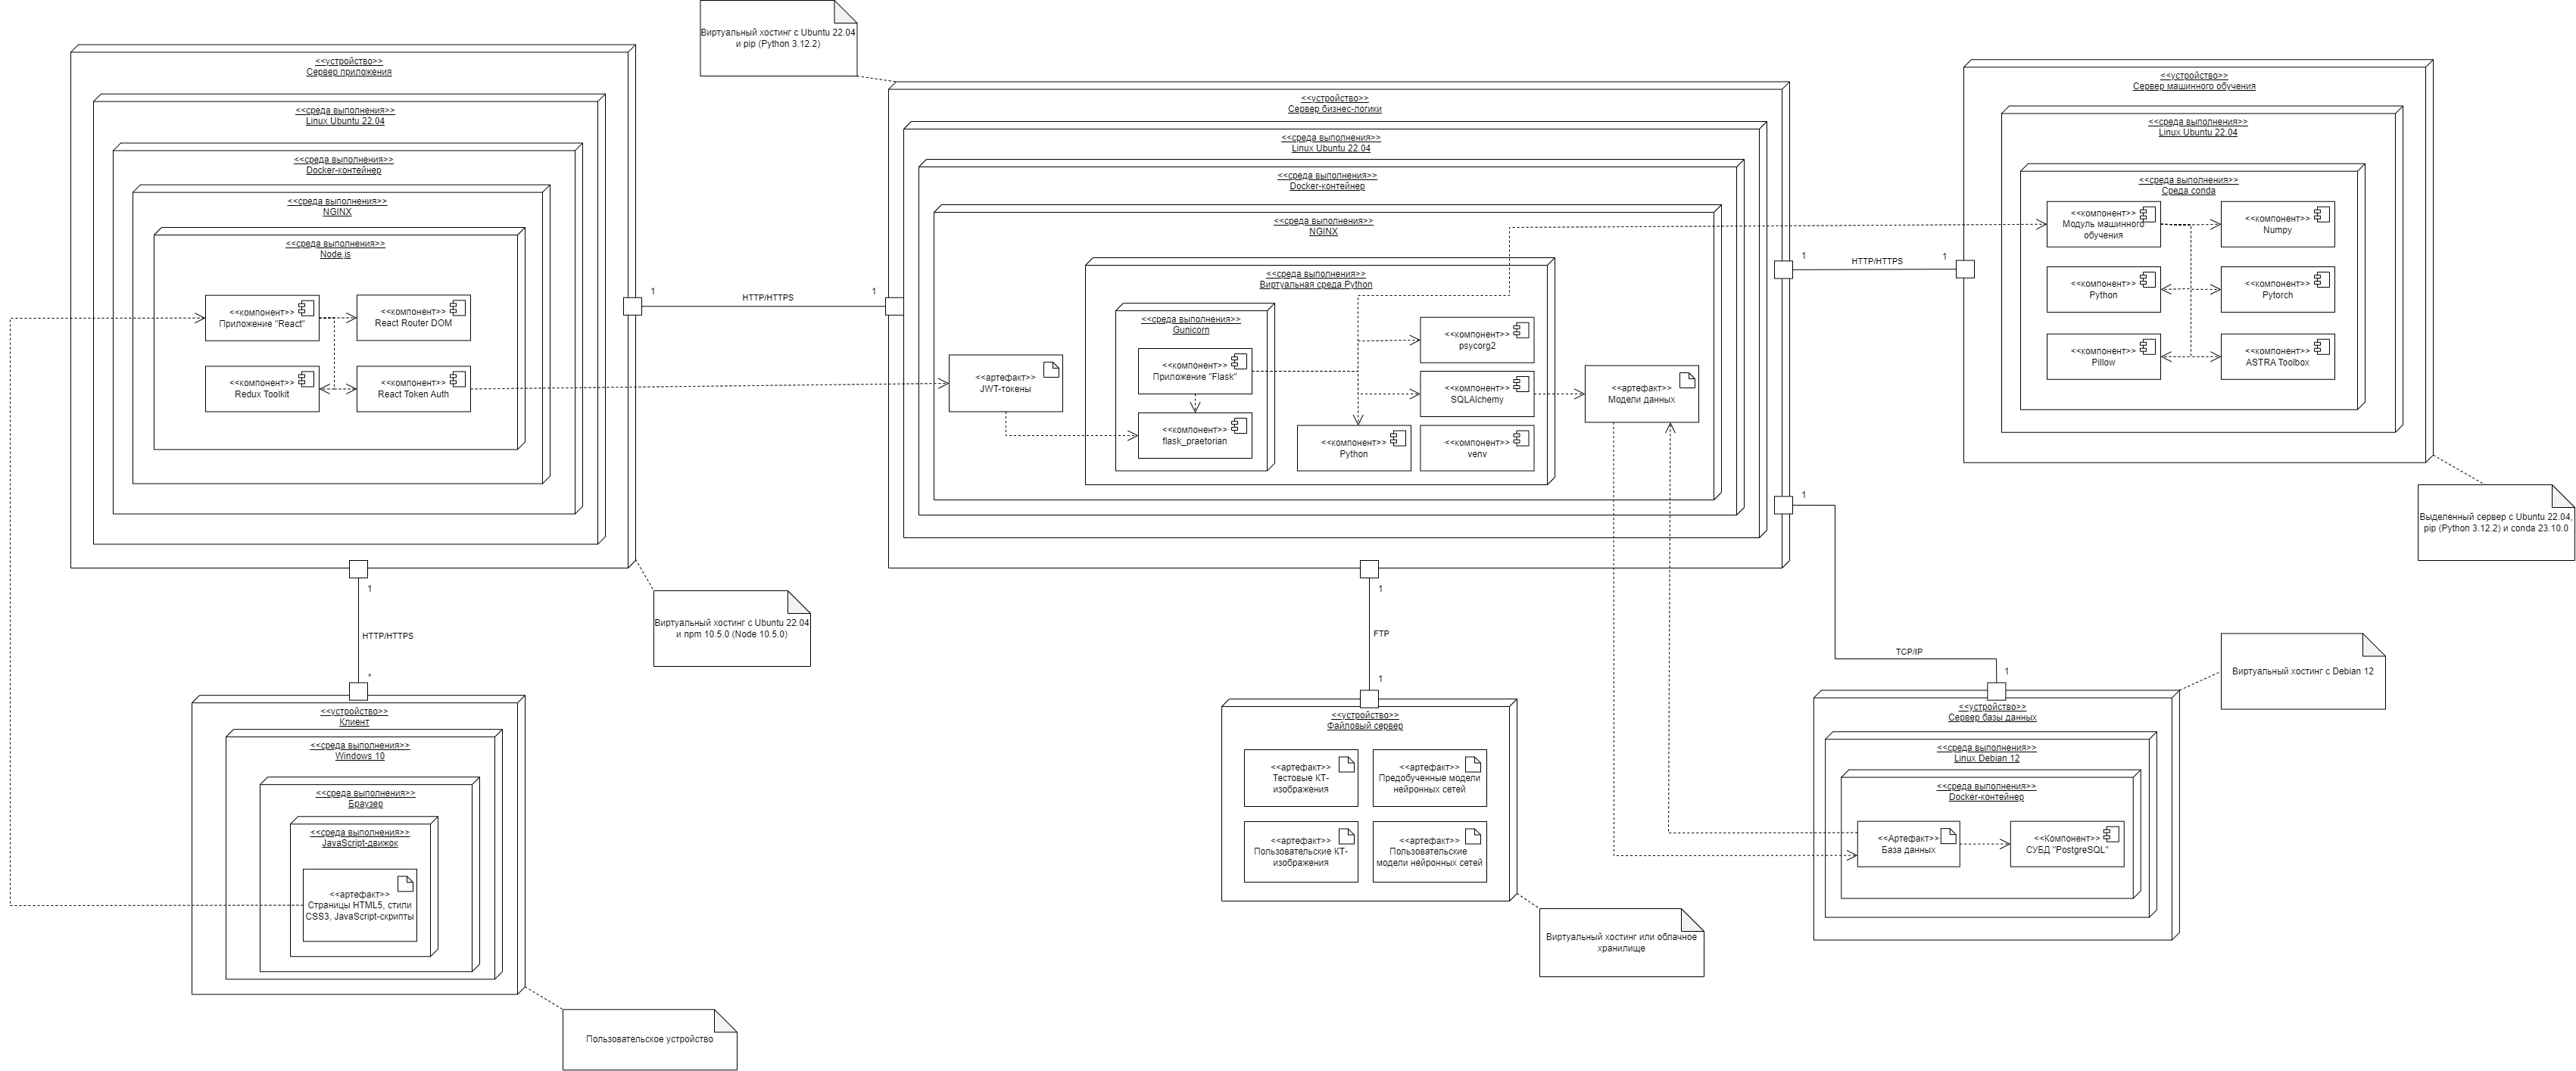 Виртуальный хостинг с Ubuntu 22.04
и pip (Python 3.12.2)
<<устройство>>
Сервер приложения
<<среда выполнения>>
Linux Ubuntu 22.04
<<среда выполнения>>
Docker-контейнер
<<среда выполнения>>
NGINX
<<среда выполнения>>
Node.js
<<компонент>>
Приложение "React"
<<компонент>>
React Router DOM
<<компонент>>
Redux Toolkit
<<компонент>>
React Token Auth
1
HTTP/HTTPS
1
<<устройство>>
Сервер бизнес-логики
<<среда выполнения>>
Linux Ubuntu 22.04
<<среда выполнения>>
Docker-контейнер
<<среда выполнения>>
NGINX
<<среда выполнения>>
Виртуальная среда Python
<<среда выполнения>>
Gunicorn
<<компонент>>
Приложение "Flask"
<<компонент>>
flask_praetorian
<<артефакт>>
JWT-токены
<<компонент>>
psycorg2
<<компонент>>
SQLAlchemy
<<компонент>>
Python
<<компонент>>
venv
<<артефакт>>
Модели данных
1
HTTP/HTTPS
1
<<устройство>>
Сервер машинного обучения
<<среда выполнения>>
Linux Ubuntu 22.04
<<среда выполнения>>
Среда conda
<<компонент>>
Модуль машинного
обучения
<<компонент>>
Numpy
<<компонент>>
Python
<<компонент>>
Pytorch
<<компонент>>
Pillow
<<компонент>>
ASTRA Toolbox
Выделенный сервер с Ubuntu 22.04,
pip (Python 3.12.2) и conda 23.10.0
1
HTTP/HTTPS
*
Виртуальный хостинг с Ubuntu 22.04
и npm 10.5.0 (Node 10.5.0)
1
FTP
1
1
TCP/IP
1
Виртуальный хостинг с Debian 12
<<устройство>>
Клиент
<<среда выполнения>>
Windows 10
<<среда выполнения>>
Браузер
<<среда выполнения>>
JavaScript-движок
<<артефакт>>
Страницы HTML5, стили
CSS3, JavaScript-скрипты
Пользовательское устройство
<<устройство>>
Файловый сервер
<<артефакт>>
Тестовые КТ-
изображения
<<артефакт>>
Предобученные модели
нейронных сетей
<<артефакт>>
Пользовательские КТ-
изображения
<<артефакт>>
Пользовательские
модели нейронных сетей
Виртуальный хостинг или облачное
хранилище
<<устройство>>
Сервер базы данных
<<среда выполнения>>
Linux Debian 12
<<среда выполнения>>
Docker-контейнер
<<Артефакт>>
База данных
<<Компонент>>
СУБД "PostgreSQL"